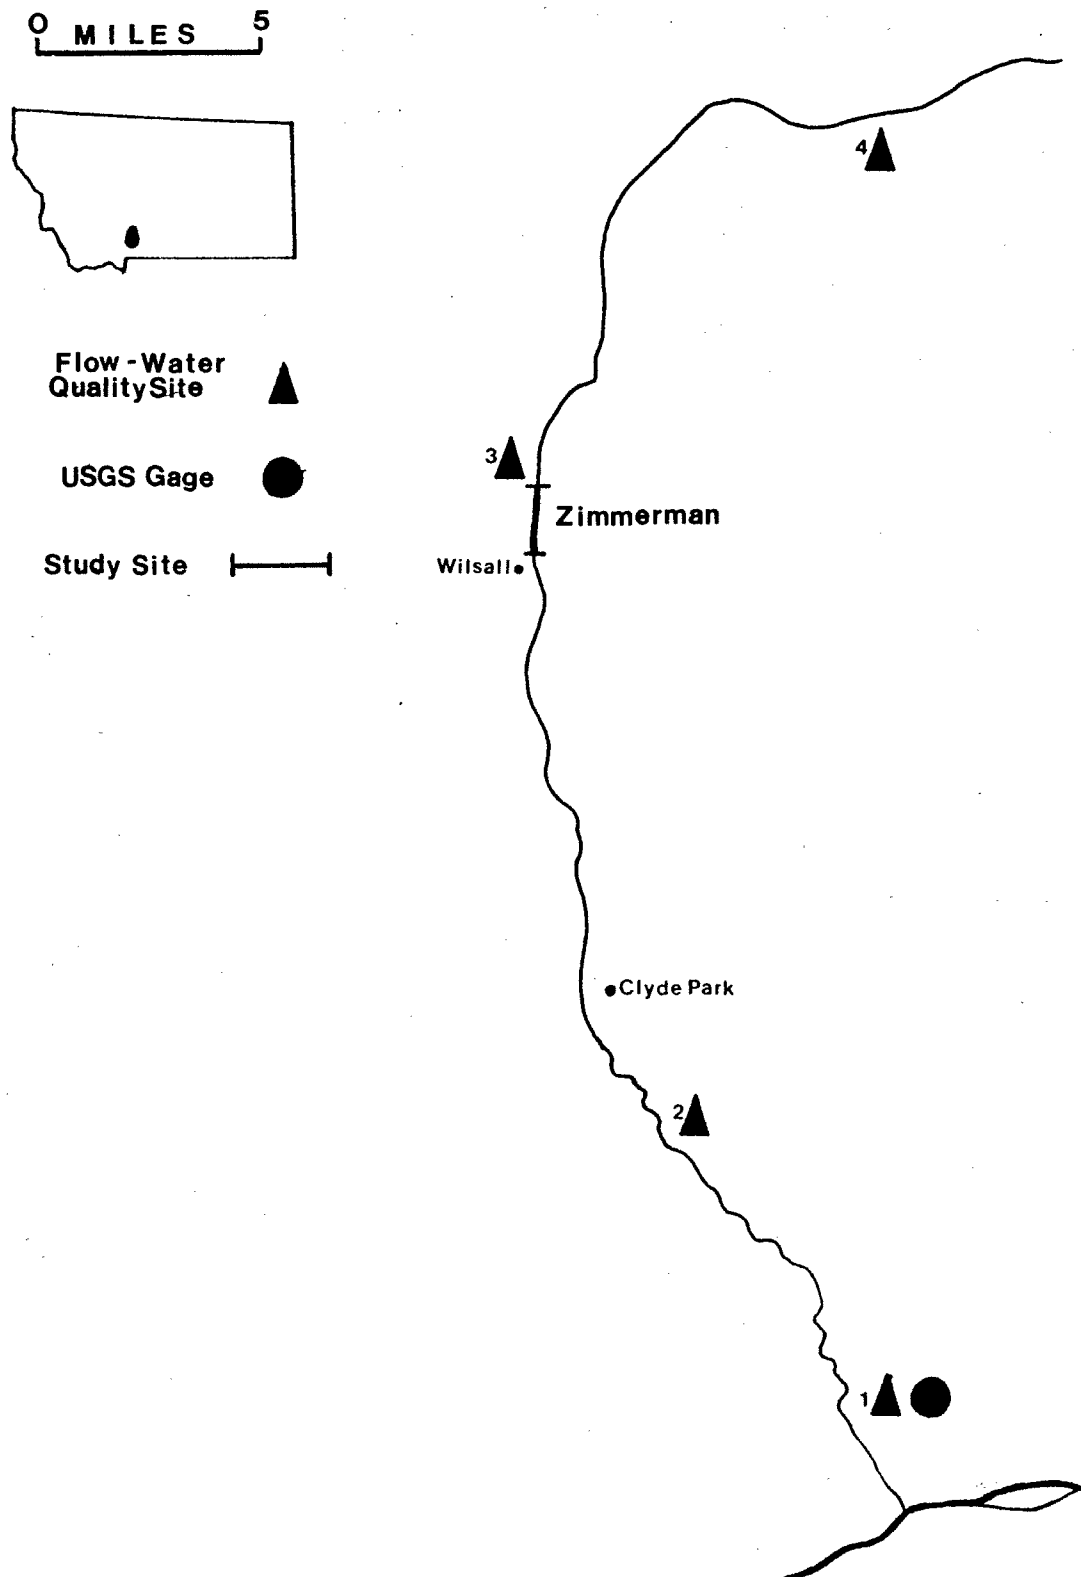 0 5
MILES
4
Flow-Water
Quality Site
3
USGS Gage
Zimmerman
Study Site
Wilsall
Clyde Park
2
1